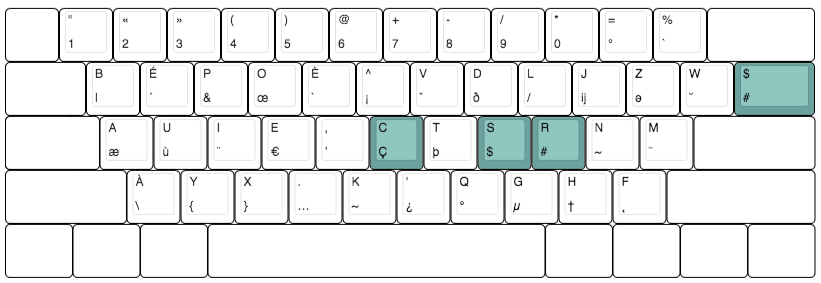 " « » ( ) @ + - / * = %
1 2 3 4 5 6 7 8 9 0 ° `
B É P O È ^ V D L J Z W $
| ´ & œ ` ¡ ˇ ð / ij ə ˘ #
A U I E , C T S R N M
æ ù ¨ € ' Ç þ $ # ~ ¯
À Y X . K ' Q G H F
\ { } … ~ ¿ ° µ † ˛